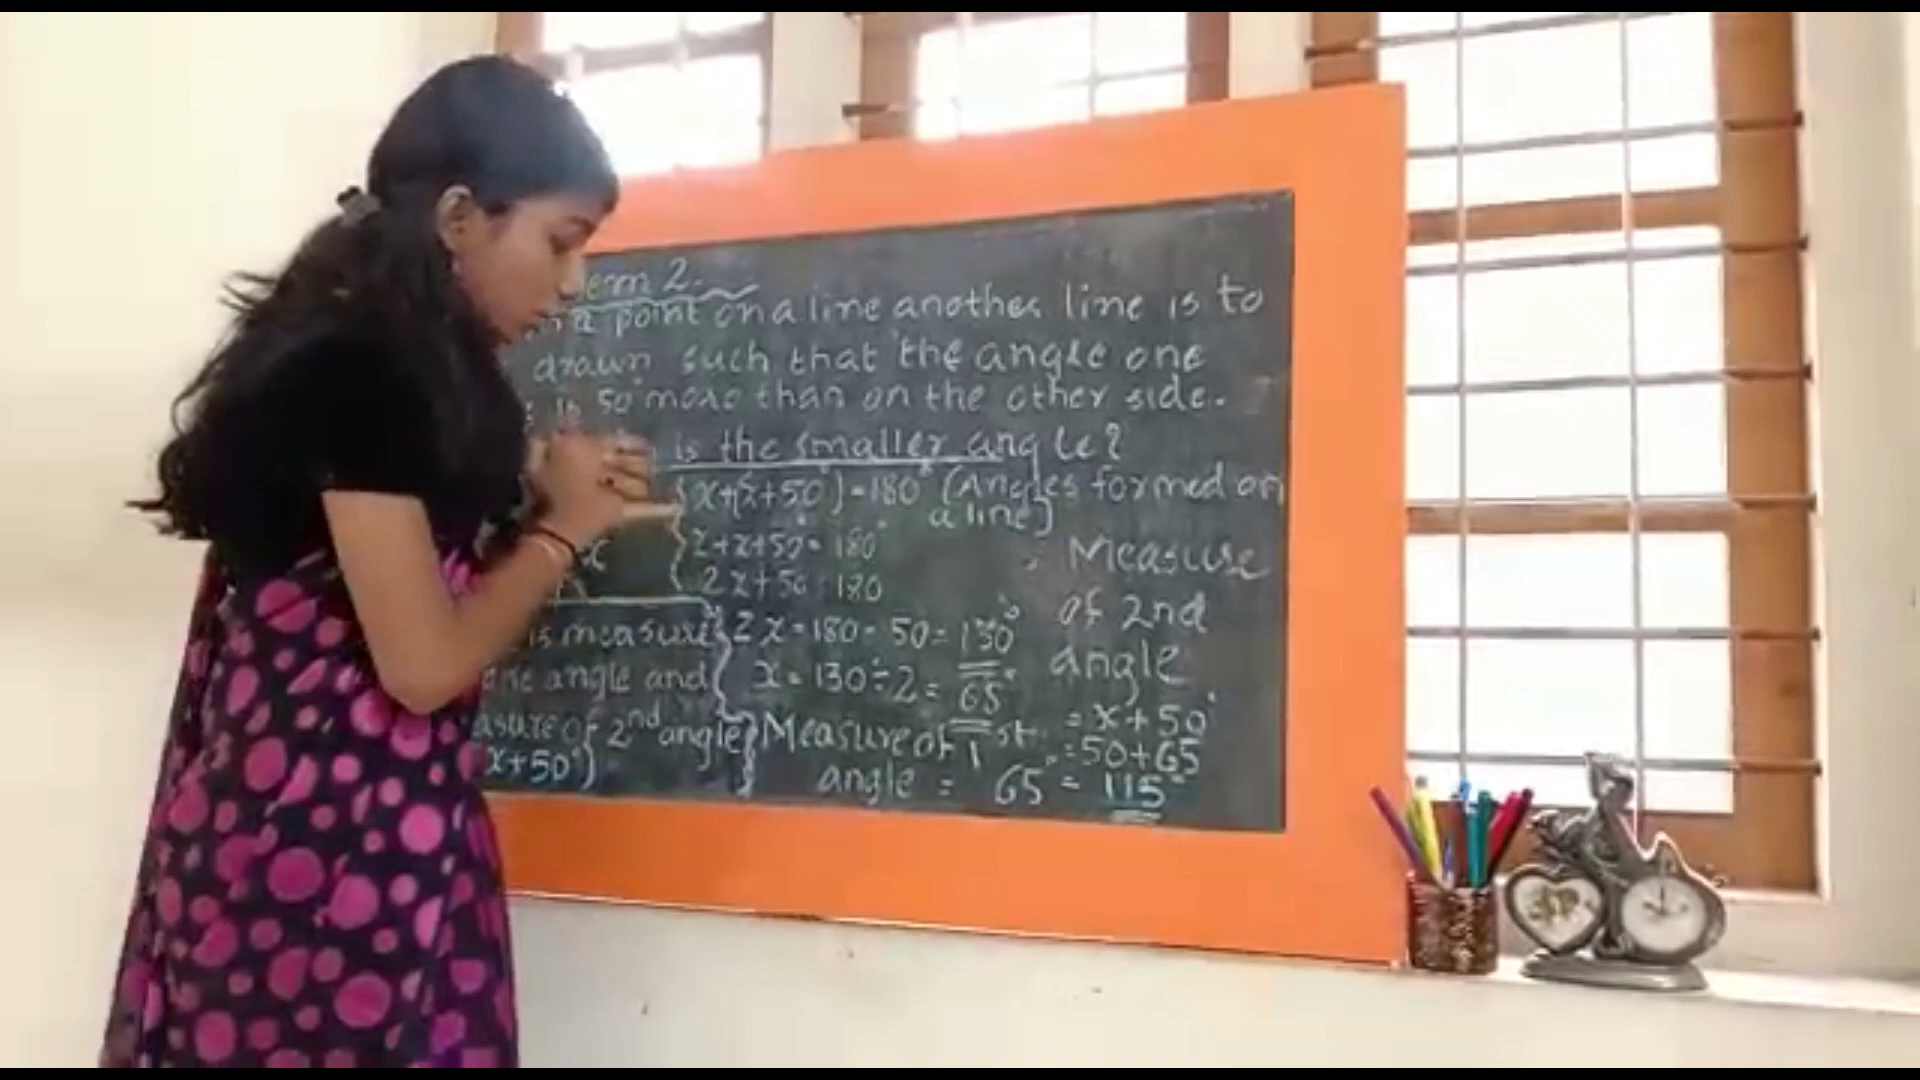 2.
point on a line another line is to
drawn such that the angle one
is 50° more than on the other side.
is the smaller angle?
x+(x+50°)=180° (Angles formed on
a line)
x+x+50°=180°
2x+50=180
2x=180-50=130°
x=130÷2=65°
is measure
one angle and
of 2nd angle
x+50°)
Measure of 1st
angle = 65°
Measure
of 2nd
angle
=x+50°
=50+65
=115°